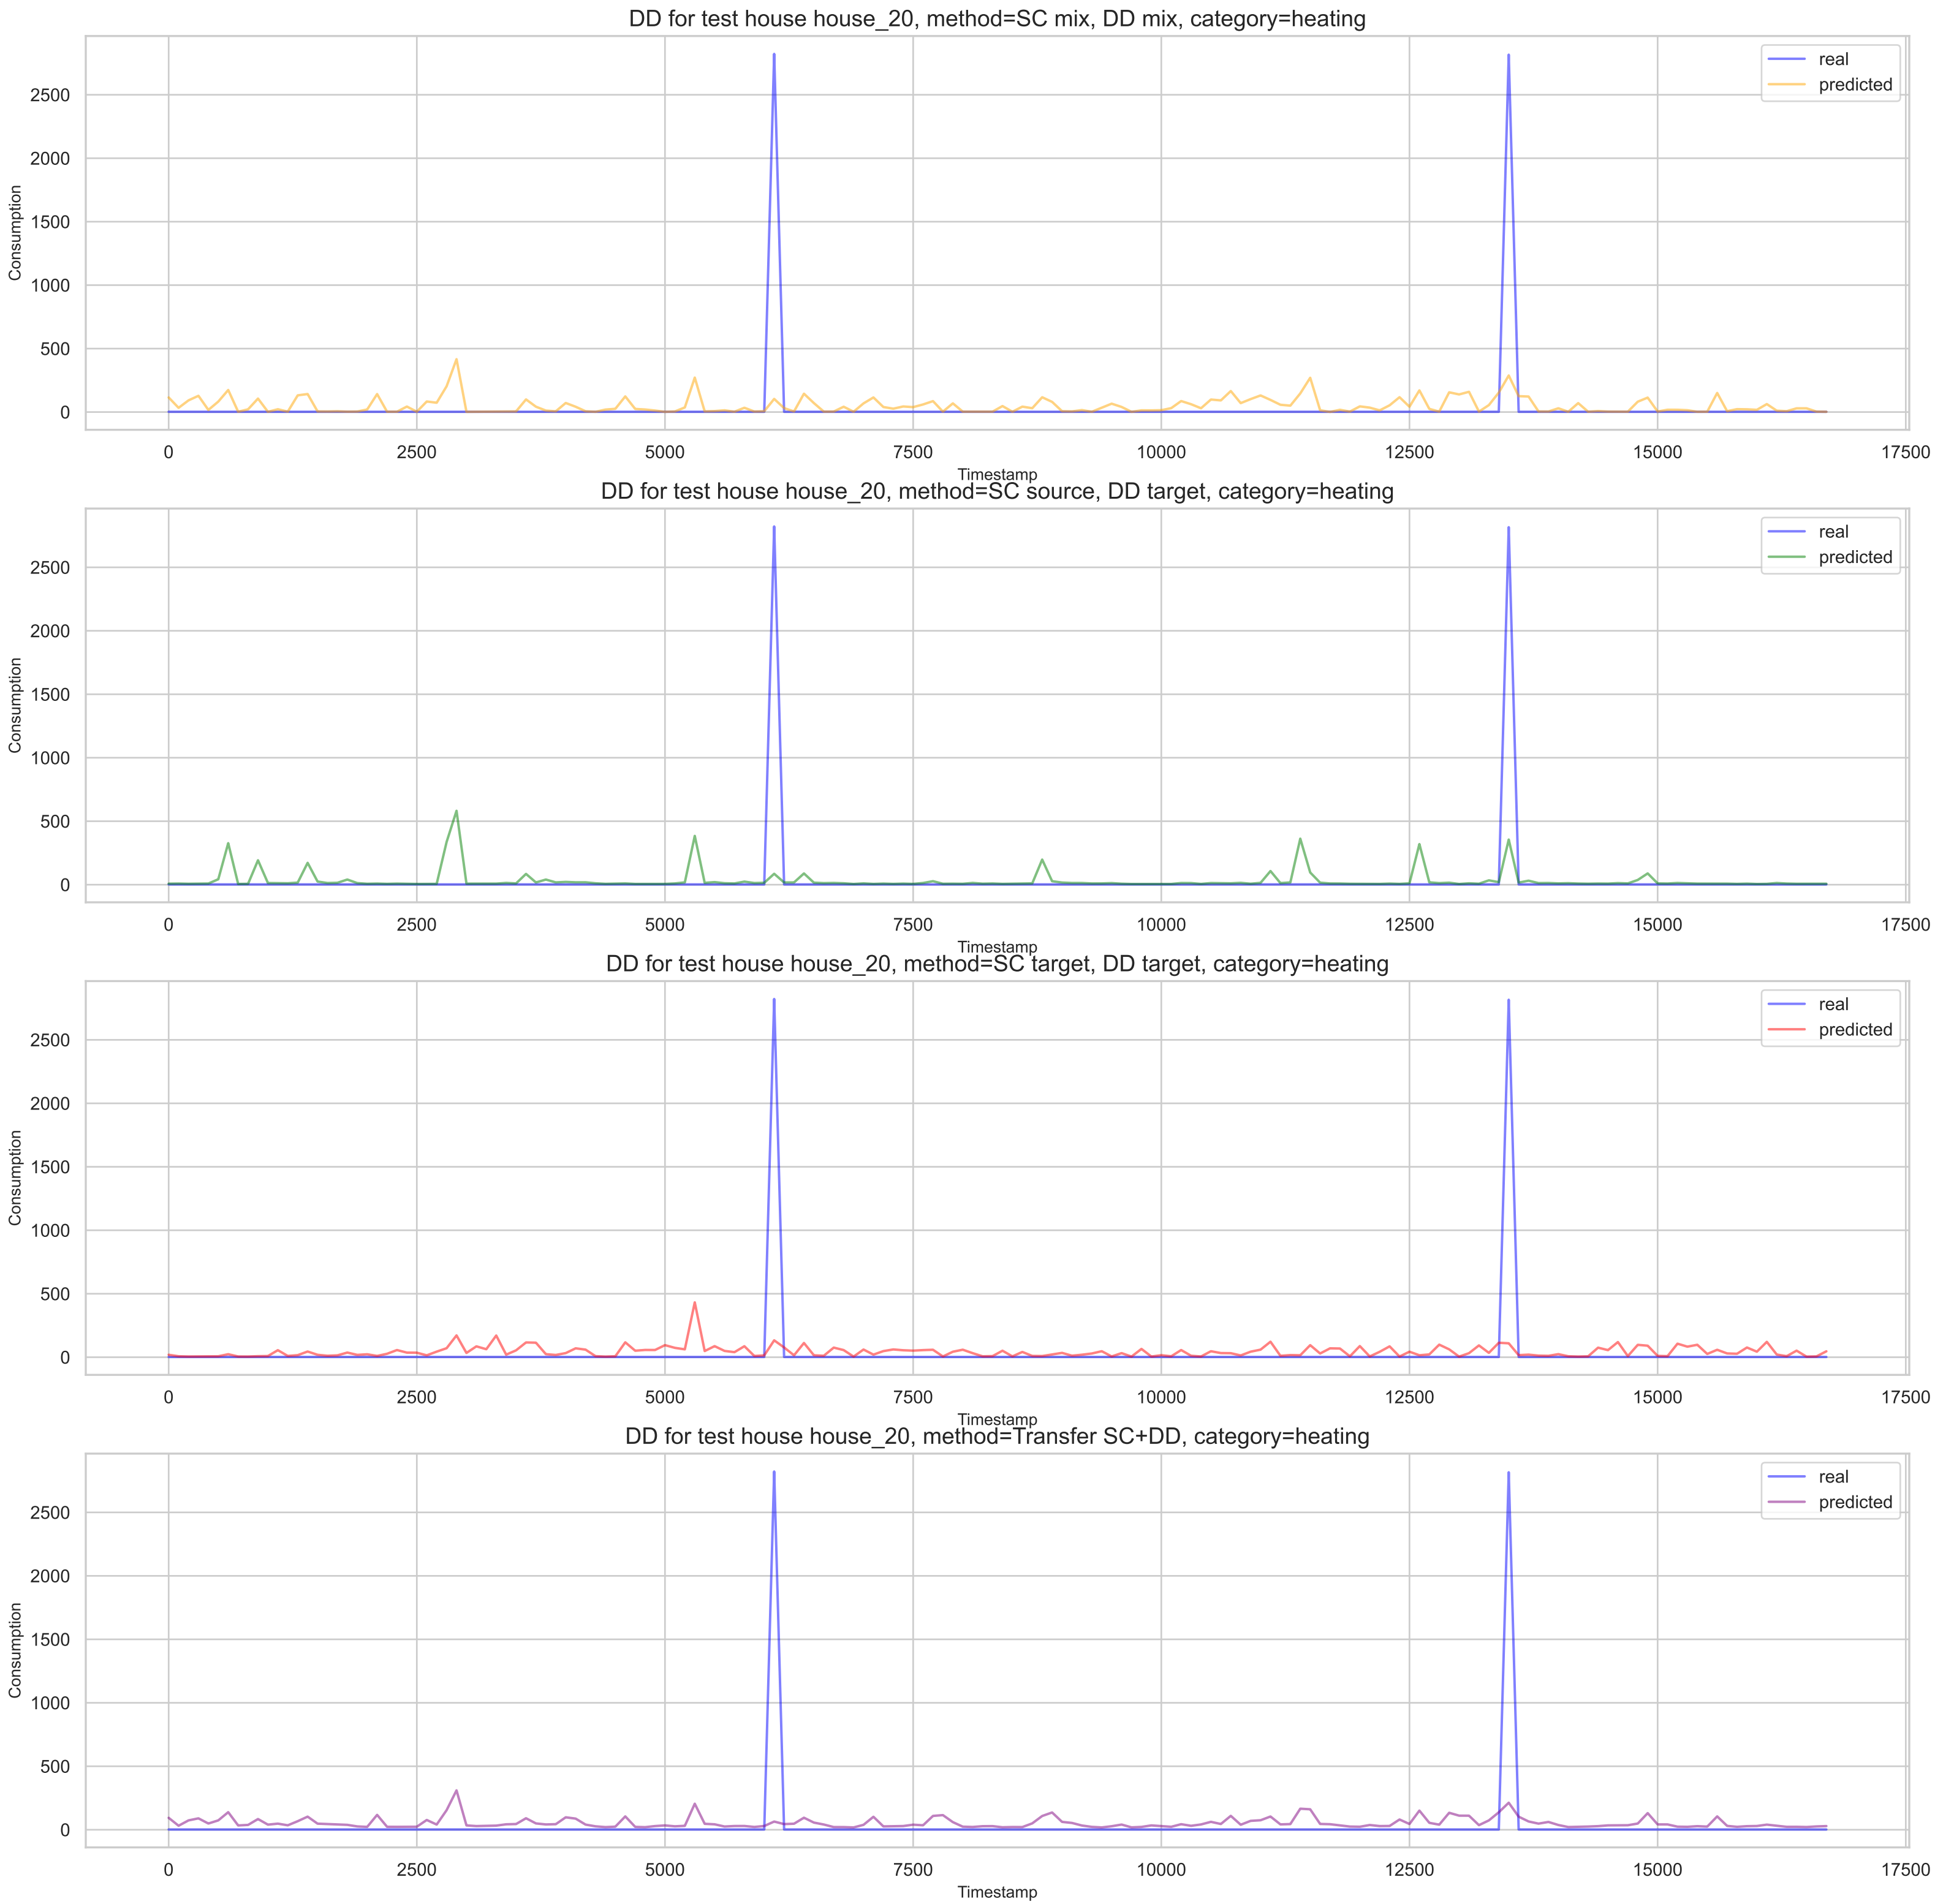 DD for test house house_20, method=SC mix, DD mix, category=heating
real
predicted
2500
2000
1500
1000
500
0
Consumption
0 2500 5000 7500 10000 12500 15000 17500
Timestamp
DD for test house house_20, method=SC source, DD target, category=heating
real
predicted
2500
2000
1500
1000
500
0
Consumption
0 2500 5000 7500 10000 12500 15000 17500
Timestamp
DD for test house house_20, method=SC target, DD target, category=heating
real
predicted
2500
2000
1500
1000
500
0
Consumption
0 2500 5000 7500 10000 12500 15000 17500
Timestamp
DD for test house house_20, method=Transfer SC+DD, category=heating
real
predicted
2500
2000
1500
1000
500
0
Consumption
0 2500 5000 7500 10000 12500 15000 17500
Timestamp